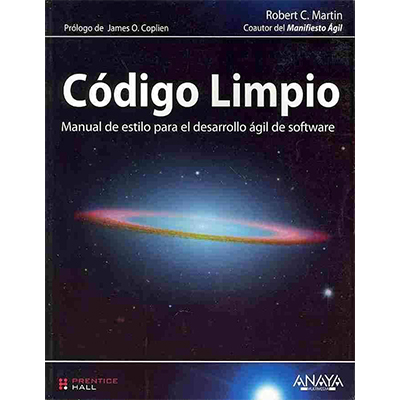 Robert C. Martin
Prólogo de James O. Coplien
Coautor del Manifiesto Ágil
Código Limpio
Manual de estilo para el desarrollo ágil de software
PRENTICE
HALL
ANAYA
MULTIMEDIA